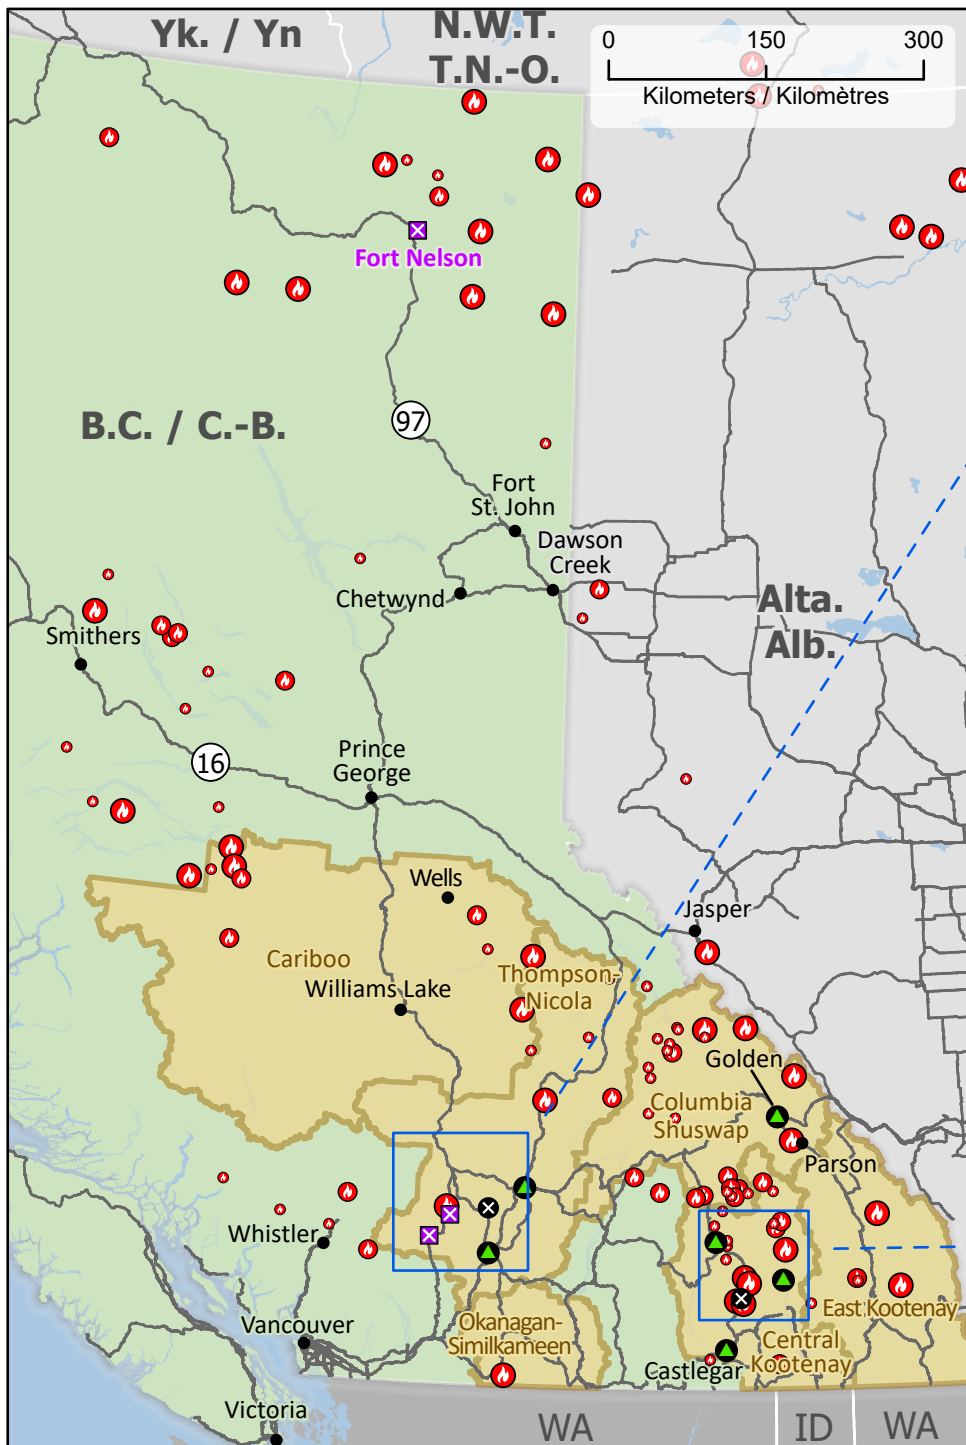 Yk. / Yn
N.W.T.
T.N.-O.
0 150 300
Kilometers / Kilomètres
Fort Nelson
B.C. / C.-B.
97
Fort
St. John
Dawson
Creek
Chetwynd
Alta.
Alb.
Smithers
Prince
George
16
Wells
Jasper
Cariboo
Thompson-
Nicola
Williams Lake
Golden
Columbia
Shuswap
Parson
Whistler
Vancouver
Okanagan-
Similkameen
East Kootenay
Central
Kootenay
Castlegar
Victoria
WA
ID
WA